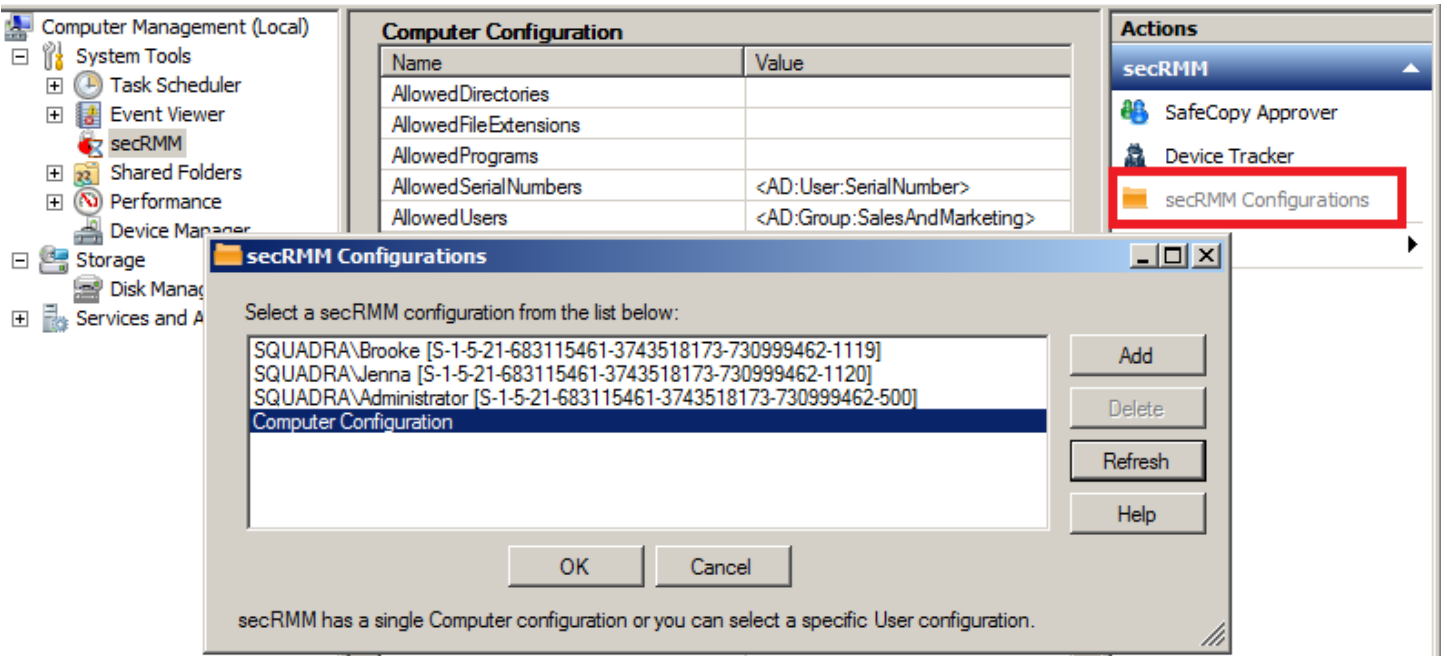 Computer Management (Local)
System Tools
Task Scheduler
Event Viewer
secRMM
Shared Folders
Performance
Device Manager
Storage
Disk Manag
Services and A
Computer Configuration
Name Value
AllowedDirectories
AllowedFileExtensions
AllowedPrograms
AllowedSerialNumbers <AD:User:SerialNumber>
AllowedUsers <AD:Group:SalesAndMarketing>
Actions
secRMM
SafeCopy Approver
Device Tracker
secRMM Configurations
secRMM Configurations
Select a secRMM configuration from the list below:
SQUADRA\Brooke [S-1-5-21-683115461-3743518173-730999462-1119]
SQUADRA\Jenna [S-1-5-21-683115461-3743518173-730999462-1120]
SQUADRA\Administrator [S-1-5-21-683115461-3743518173-730999462-500]
Computer Configuration
Add
Delete
Refresh
Help
OK Cancel
secRMM has a single Computer configuration or you can select a specific User configuration.